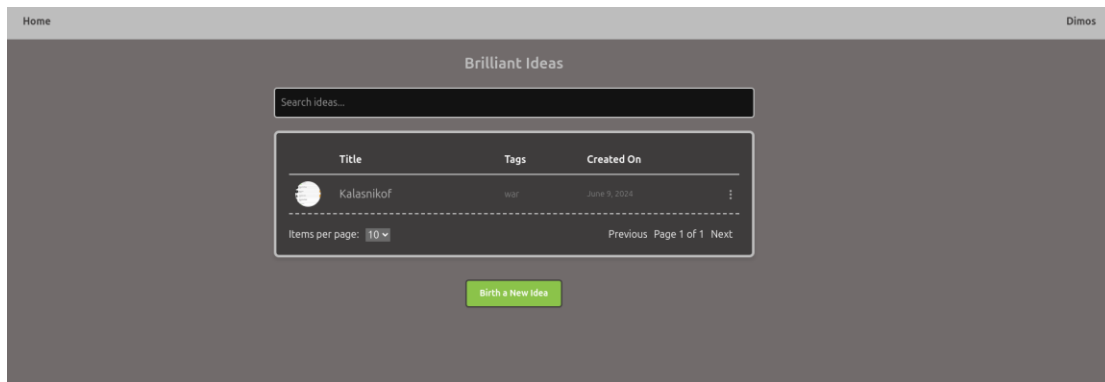 Home Dimos
Brilliant Ideas
Search ideas...
Title Tags Created On
Kalasnikof war June 9, 2024
Items per page: 10 Previous Page 1 of 1 Next
Birth a New Idea